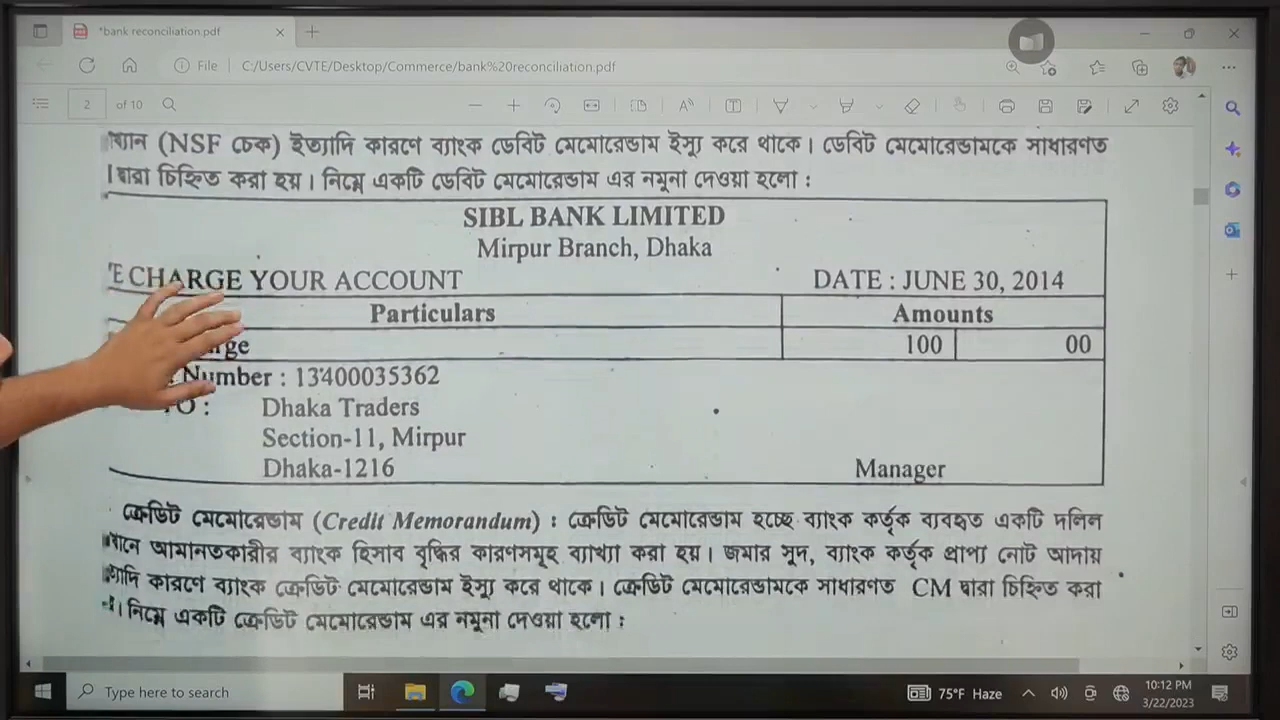 *bank reconciliation.pdf
File C:/Users/CVTE/Desktop/Commerce/bank%20reconciliation.pdf
2 of 10
(NSF চেক) ইত্যাদি কারণে ব্যাংক ডেবিট মেমোরেন্ডাম ইস্যু করে থাকে। ডেবিট মেমোরেন্ডামকে সাধারণত
দ্বারা চিহ্নিত করা হয়। নিম্নে একটি ডেবিট মেমোরেন্ডাম এর নমুনা দেওয়া হলো :
SIBL BANK LIMITED
Mirpur Branch, Dhaka
E CHARGE YOUR ACCOUNT DATE : JUNE 30, 2014
Particulars Amounts
rge 100 00
Number : 13400035362
TO : Dhaka Traders
Section-11, Mirpur
Dhaka-1216 Manager
ক্রেডিট মেমোরেন্ডাম (Credit Memorandum) : ক্রেডিট মেমোরেন্ডাম হচ্ছে ব্যাংক কর্তৃক ব্যবহৃত একটি দলিল
আমানতকারীর ব্যাংক হিসাব বৃদ্ধির কারণসমূহ ব্যাখ্যা করা হয়। জমার সুদ, ব্যাংক কর্তৃক প্রাপ্য নোট আদায়
কারণে ব্যাংক ক্রেডিট মেমোরেন্ডাম ইস্যু করে থাকে। ক্রেডিট মেমোরেন্ডামকে সাধারণত CM দ্বারা চিহ্নিত করা
। নিম্নে একটি ক্রেডিট মেমোরেন্ডাম এর নমুনা দেওয়া হলো :
Type here to search
75°F Haze
10:12 PM
3/22/2023